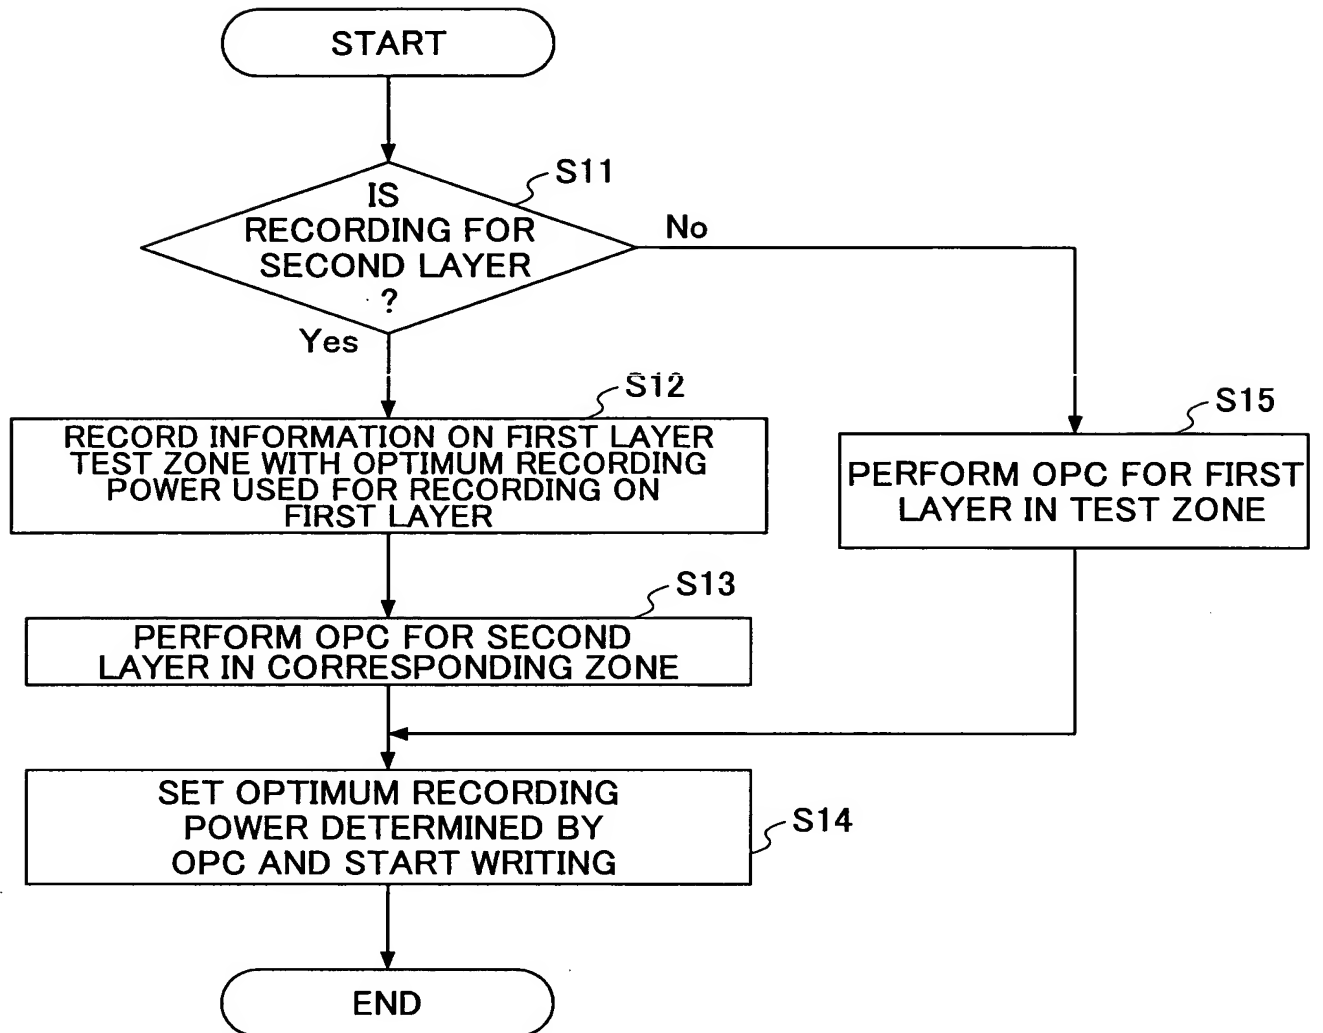 START
S11
IS
RECORDING FOR
SECOND LAYER
?
No
Yes
S12
RECORD INFORMATION ON FIRST LAYER
TEST ZONE WITH OPTIMUM RECORDING
POWER USED FOR RECORDING ON
FIRST LAYER
S15
PERFORM OPC FOR FIRST
LAYER IN TEST ZONE
S13
PERFORM OPC FOR SECOND
LAYER IN CORRESPONDING ZONE
SET OPTIMUM RECORDING
POWER DETERMINED BY
OPC AND START WRITING
S14
END